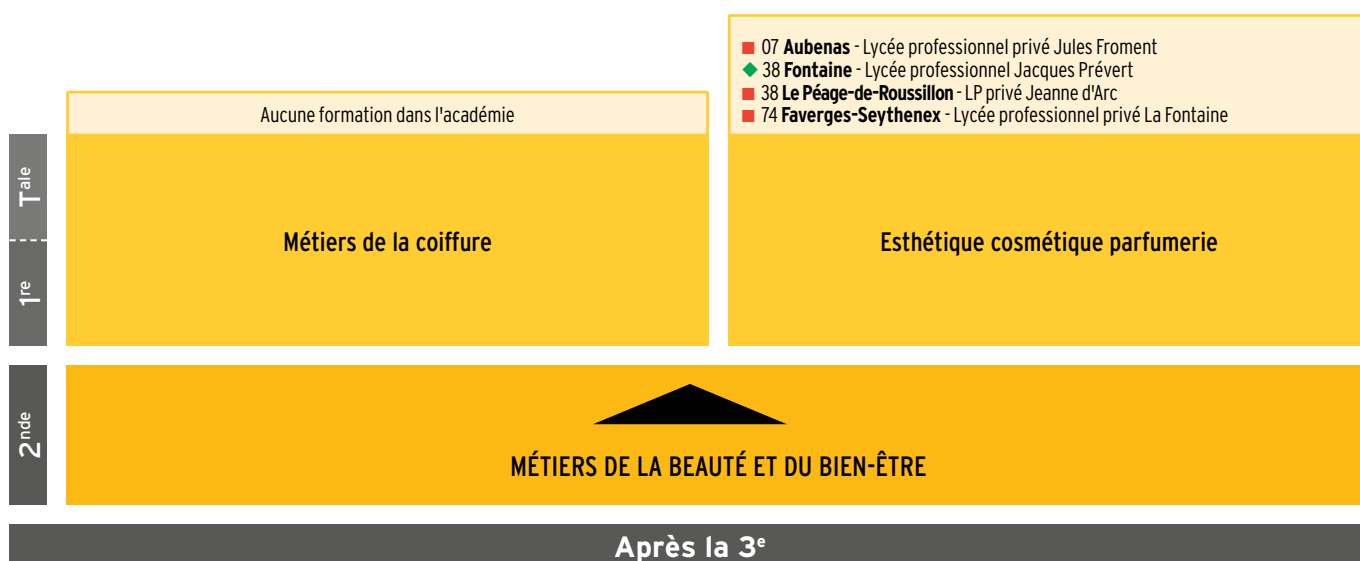 07 Aubenas - Lycée professionnel privé Jules Froment
38 Fontaine - Lycée professionnel Jacques Prévert
38 Le Péage-de-Roussillon - LP privé Jeanne d'Arc
74 Faverges-Seythenex - Lycée professionnel privé La Fontaine
Aucune formation dans l'académie
Tale
Métiers de la coiffure
Esthétique cosmétique parfumerie
1re
2nde
MÉTIERS DE LA BEAUTÉ ET DU BIEN-ÊTRE
Après la 3e